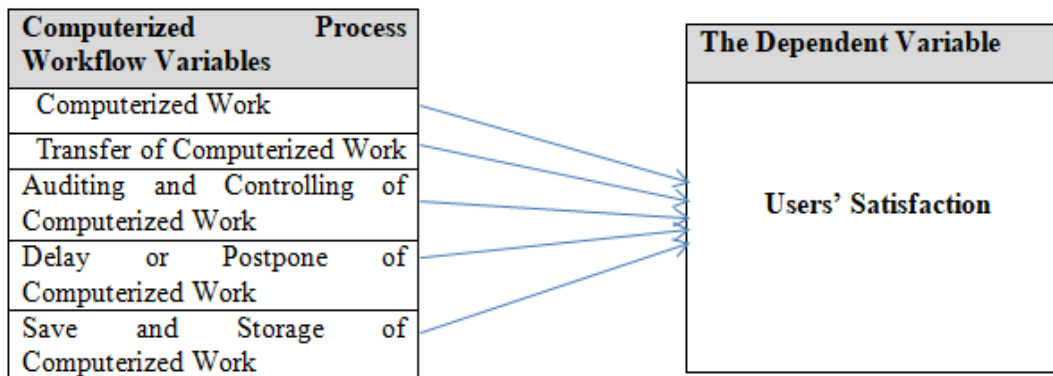 Computerized Process
Workflow Variables
Computerized Work
Transfer of Computerized Work
Auditing and Controlling of
Computerized Work
Delay or Postpone of
Computerized Work
Save and Storage of
Computerized Work
The Dependent Variable
Users’ Satisfaction